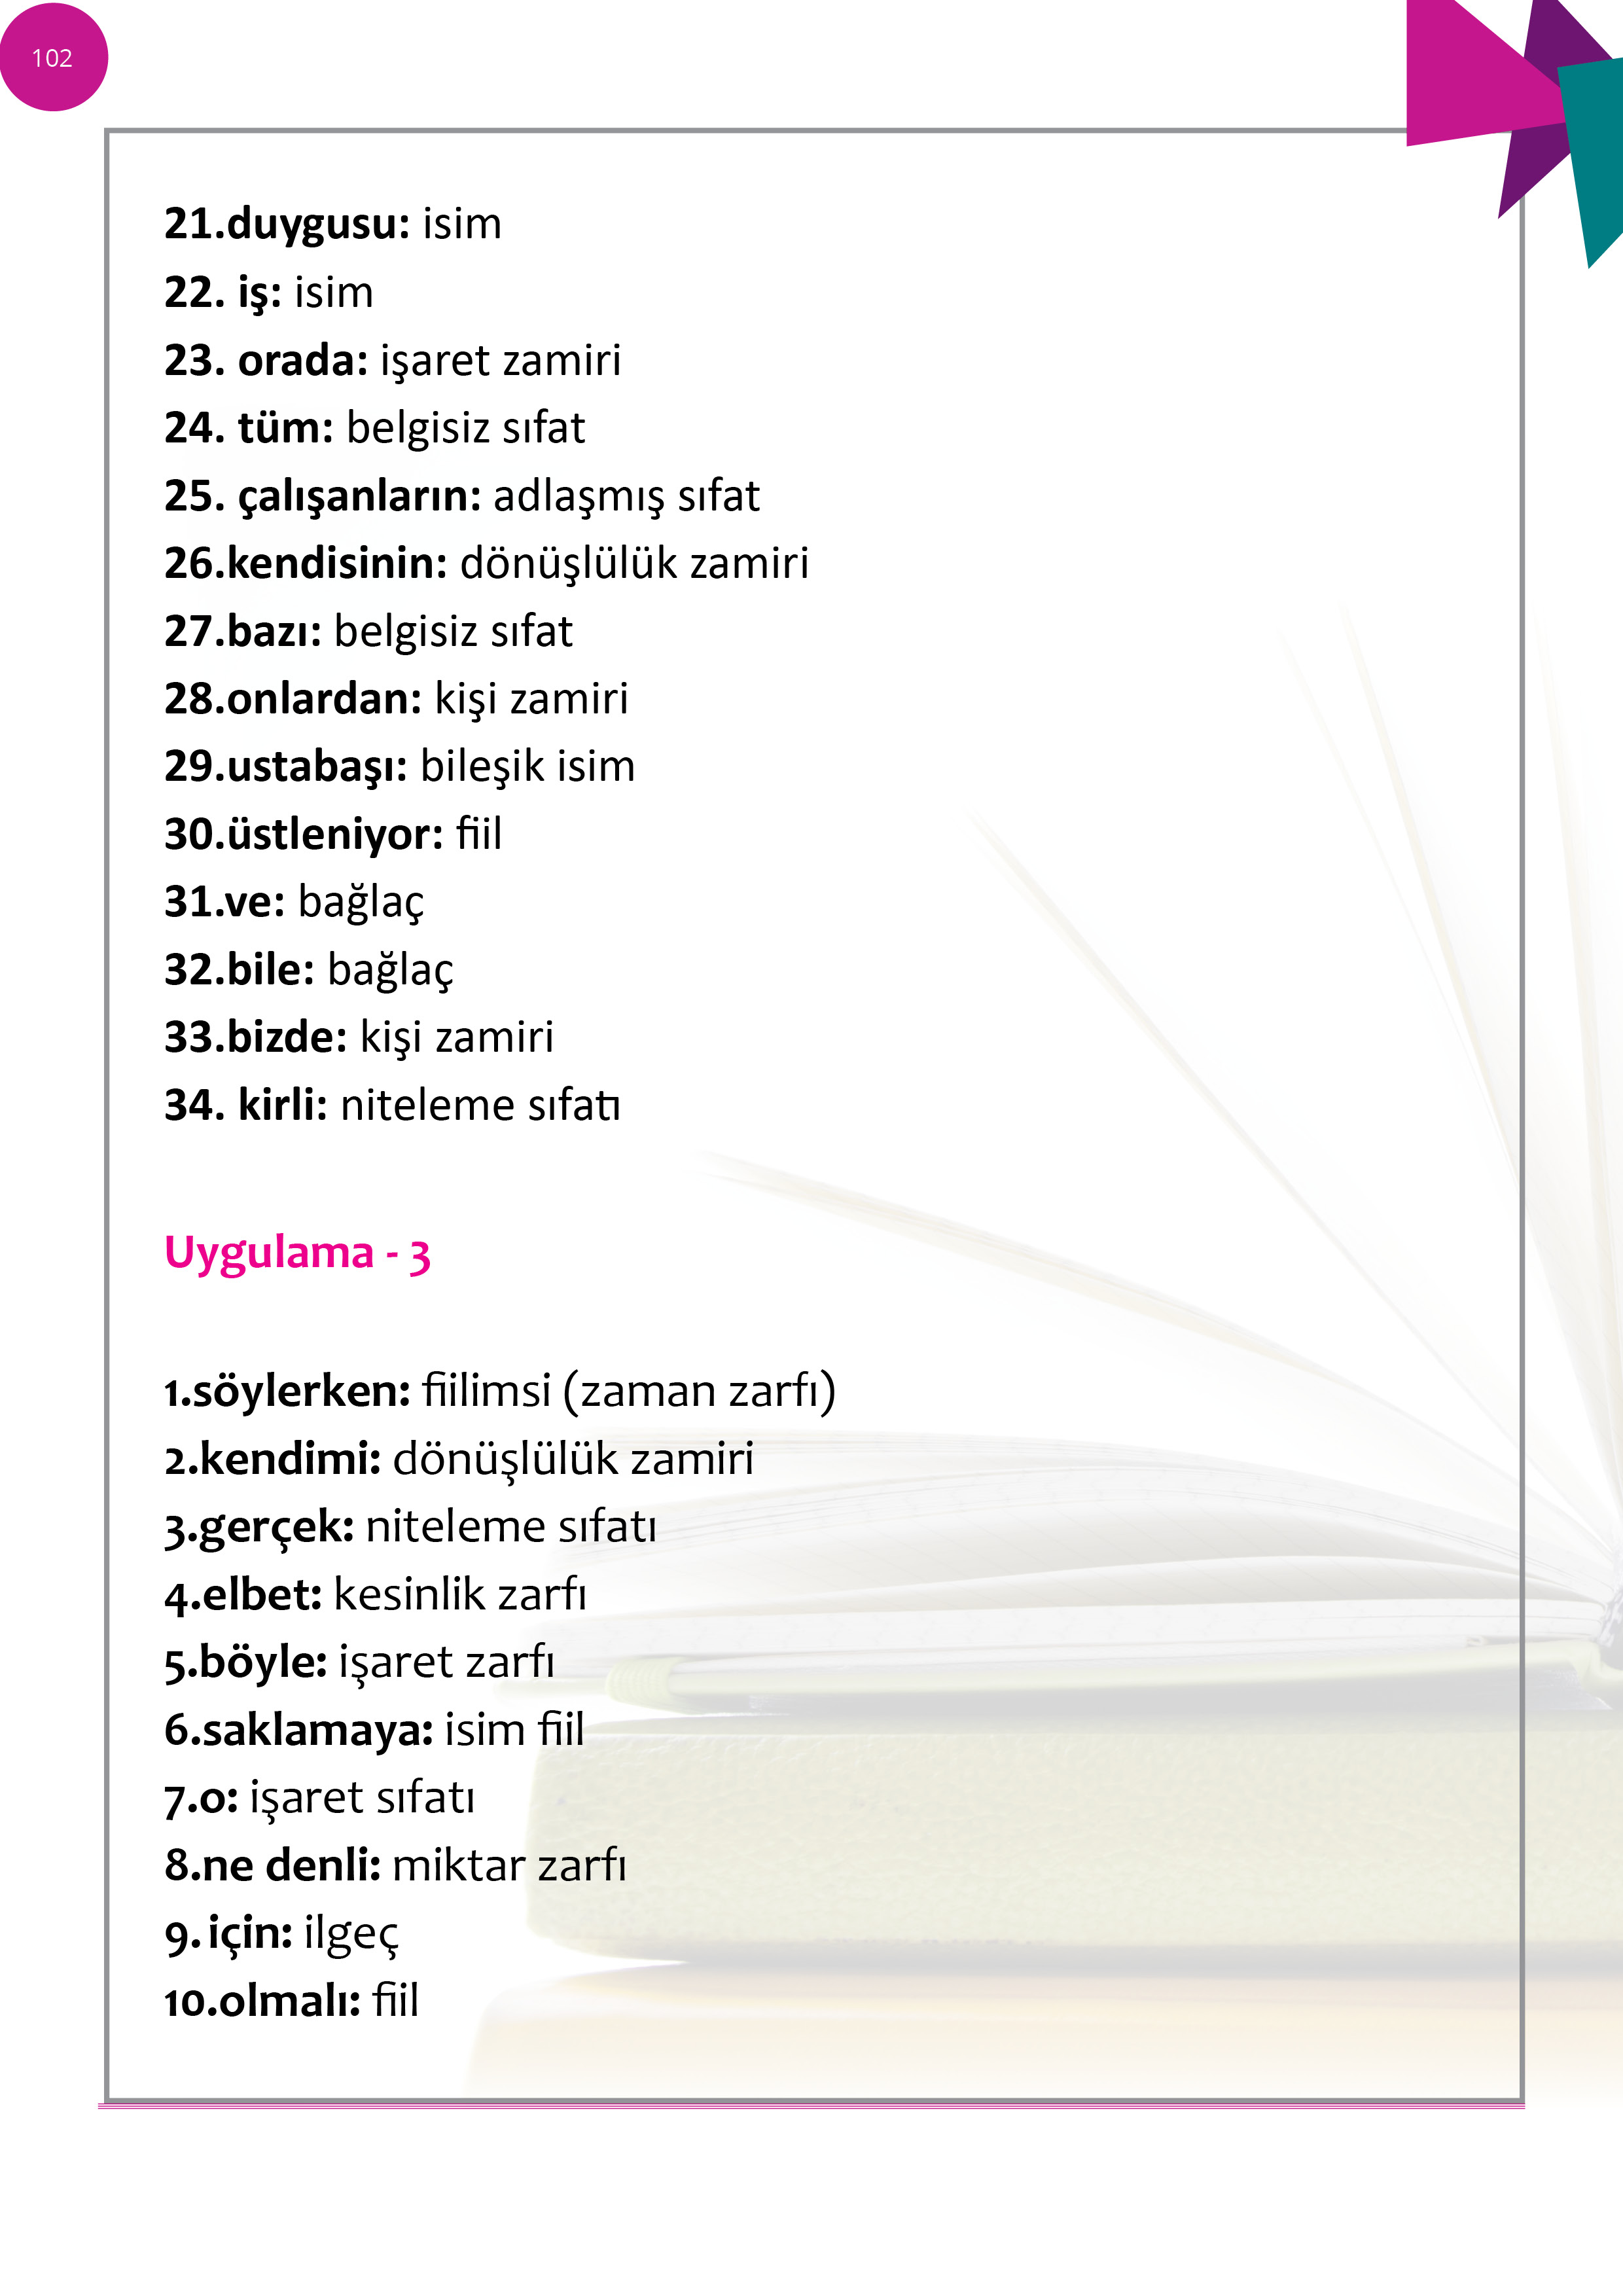 102
21.duygusu: isim
22. iş: isim
23. orada: işaret zamiri
24. tüm: belgisiz sıfat
25. çalışanların: adlaşmış sıfat
26.kendisinin: dönüşlülük zamiri
27.bazı: belgisiz sıfat
28.onlardan: kişi zamiri
29.ustabaşı: bileşik isim
30.üstleniyor: fiil
31.ve: bağlaç
32.bile: bağlaç
33.bizde: kişi zamiri
34. kirli: niteleme sıfatı
Uygulama - 3
1.söylerken: fiilimsi (zaman zarfı)
2.kendimi: dönüşlülük zamiri
3.gerçek: niteleme sıfatı
4.elbet: kesinlik zarfı
5.böyle: işaret zarfı
6.saklamaya: isim fiil
7.o: işaret sıfatı
8.ne denli: miktar zarfı
9. için: ilgeç
10.olmalı: fiil